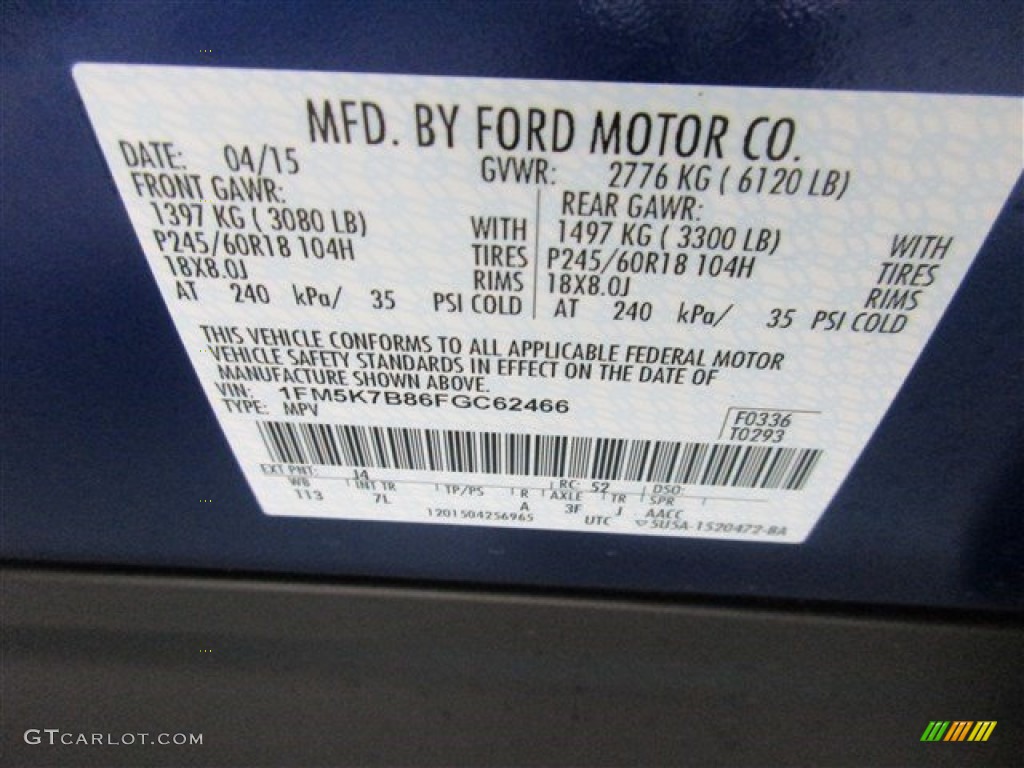 MFD. BY FORD MOTOR CO.
DATE: 04/15 GVWR: 2776 KG ( 6120 LB)
FRONT GAWR: REAR GAWR:
1397 KG ( 3080 LB) WITH 1497 KG ( 3300 LB) WITH
P245/60R18 104H TIRES P245/60R18 104H TIRES
18X8.0J RIMS 18X8.0J RIMS
AT 240 kPa/ 35 PSI COLD AT 240 kPa/ 35 PSI COLD
THIS VEHICLE CONFORMS TO ALL APPLICABLE FEDERAL MOTOR
VEHICLE SAFETY STANDARDS IN EFFECT ON THE DATE OF
MANUFACTURE SHOWN ABOVE.
VIN: 1FM5K7B86FGC62466
TYPE: MPV
F0336
T0293
EXT PNT: J4 RC: 52 DSO:
WB INT TR TP/PS R AXLE TR SPR
113 7L A 3F J AACC
1201504256965 UTC 5U5A-1520472-BA
GTCARLOT.COM